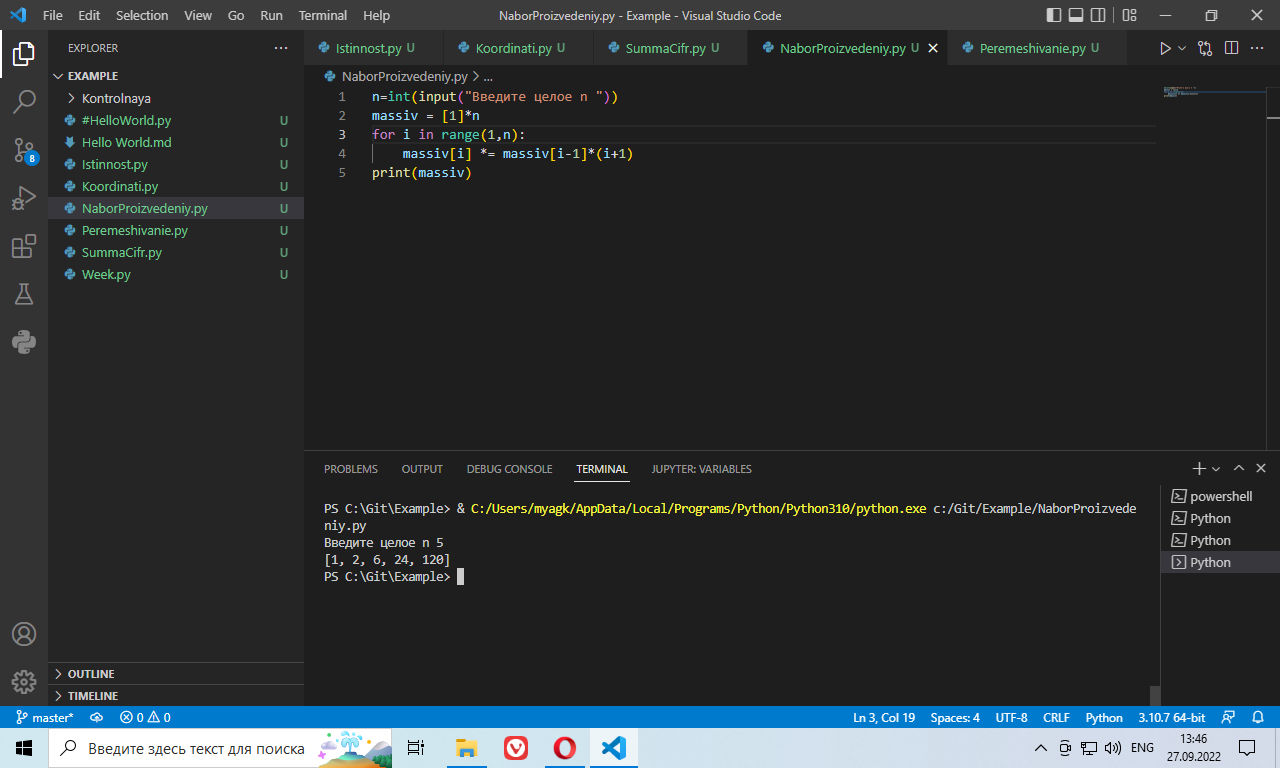 File Edit Selection View Go Run Terminal Help NaborProizvedeniy.py - Example - Visual Studio Code
EXPLORER ...
Istinnost.py U Koordinati.py U SummaCifr.py U NaborProizvedeniy.py U Peremeshivanie.py U
EXAMPLE
NaborProizvedeniy.py > ...
Kontrolnaya
#HelloWorld.py U
Hello World.md U
Istinnost.py U
Koordinati.py U
NaborProizvedeniy.py U
Peremeshivanie.py U
SummaCifr.py U
Week.py U
8
1 n=int(input("Введите целое n "))
2 massiv = [1]*n
3 for i in range(1,n):
4 massiv[i] *= massiv[i-1]*(i+1)
5 print(massiv)
PROBLEMS OUTPUT DEBUG CONSOLE TERMINAL JUPYTER: VARIABLES
PS C:\Git\Example> & C:/Users/myagk/AppData/Local/Programs/Python/Python310/python.exe c:/Git/Example/NaborProizvede
niy.py
Введите целое n 5
[1, 2, 6, 24, 120]
PS C:\Git\Example>
powershell
Python
Python
Python
OUTLINE
TIMELINE
master* 0 0 Ln 3, Col 19 Spaces: 4 UTF-8 CRLF Python 3.10.7 64-bit
Введите здесь текст для поиска ENG 13:46
27.09.2022